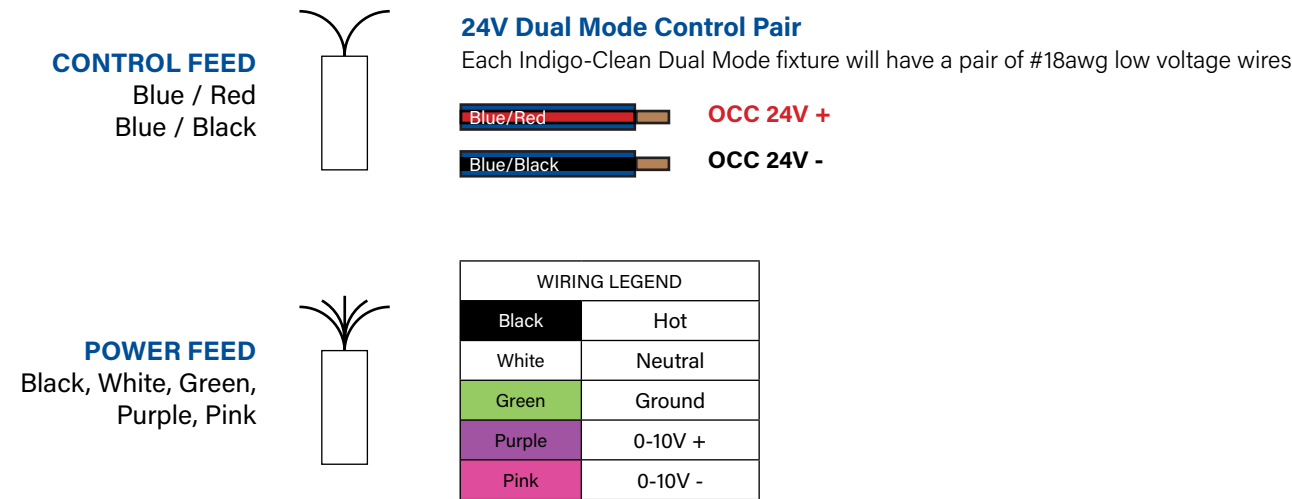 CONTROL FEED
Blue / Red
Blue / Black
24V Dual Mode Control Pair
Each Indigo-Clean Dual Mode fixture will have a pair of #18awg low voltage wires
Blue/Red OCC 24V +
Blue/Black OCC 24V -
POWER FEED
Black, White, Green,
Purple, Pink
WIRING LEGEND
Black Hot
White Neutral
Green Ground
Purple 0-10V +
Pink 0-10V -